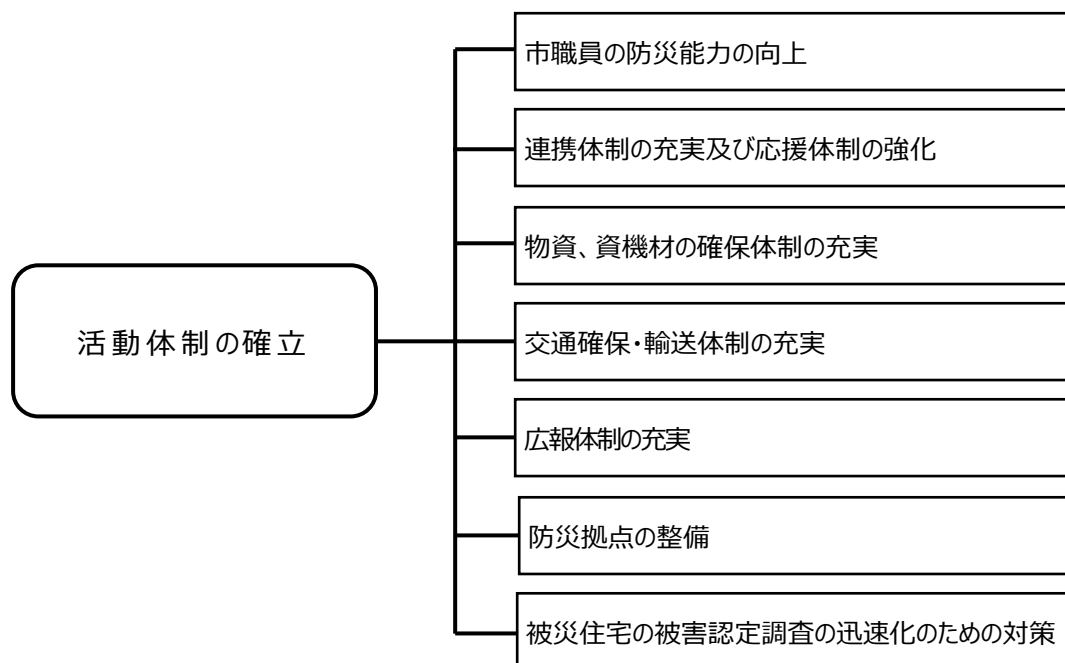 市職員の防災能力の向上
連携体制の充実及び応援体制の強化
物資、資機材の確保体制の充実
活動体制の確立
交通確保・輸送体制の充実
広報体制の充実
防災拠点の整備
被災住宅の被害認定調査の迅速化のための対策